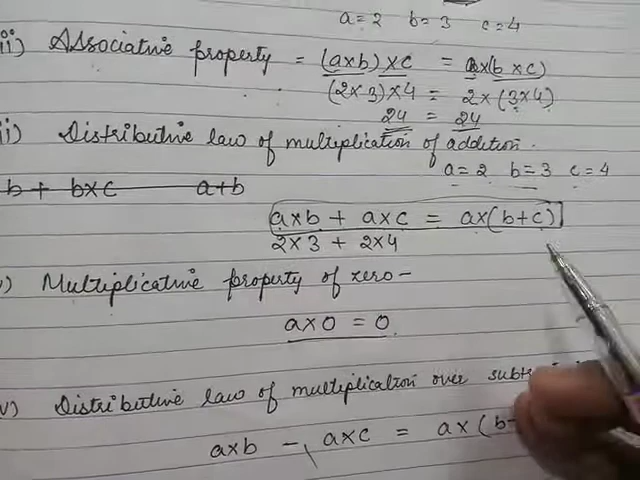 a=2 b=3 c=4
ii) Associative property = (a×b)×c = a×(b×c)
(2×3)×4 = 2×(3×4)
24 = 24
ii) Distributive law of multiplication of addition.
a=2 b=3 c=4
b+ b×c a+b
a×b + a×c = a×(b+c)
2×3 + 2×4
) Multiplicative property of zero-
a×0 = 0
v) Distributive law of multiplication over
a×b - a×c = a×(b-